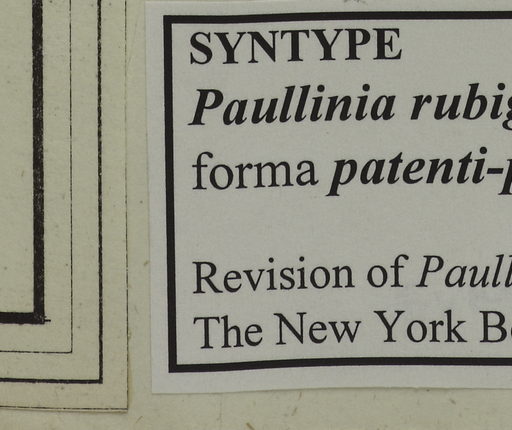 SYNTYPE
Paullinia rubig
forma patenti-p
Revision of Paull
The New York B